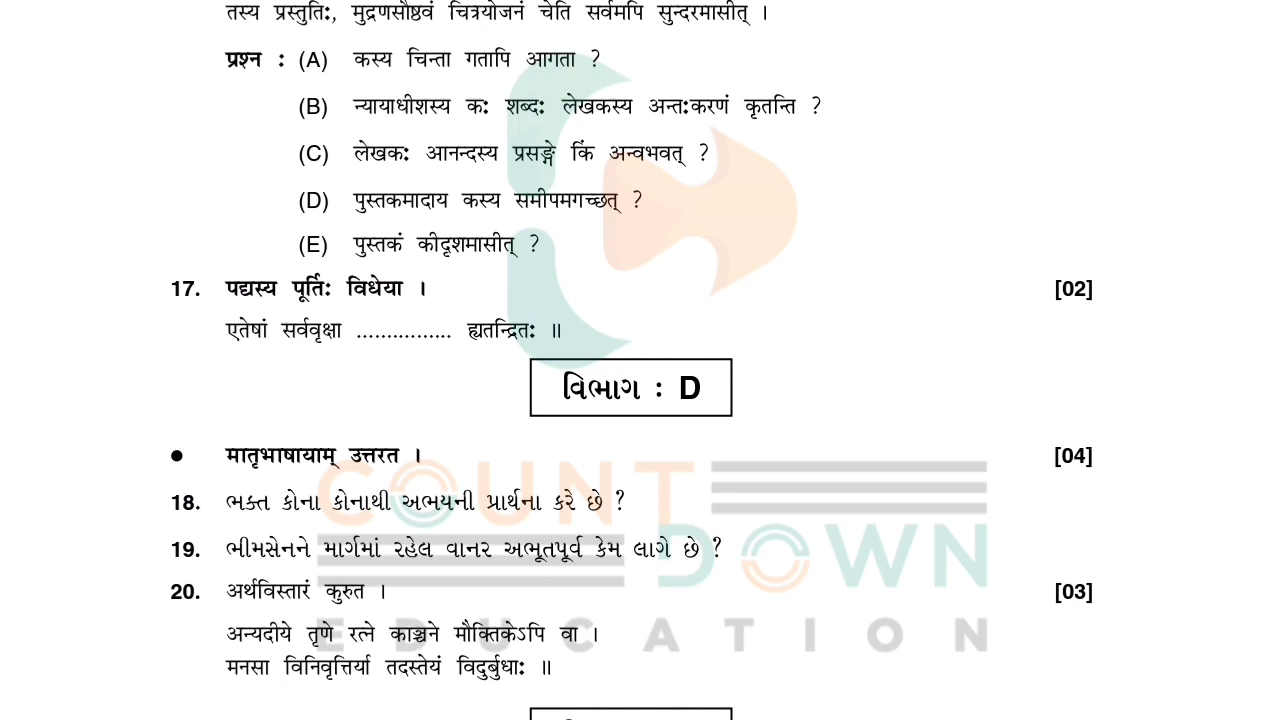 तस्य प्रस्तुतिः, मुद्रणसौष्ठवं चित्रयोजनं चेति सर्वमपि सुन्दरमासीत् ।
प्रश्न : (A) कस्य चिन्ता गतापि आगता ?
(B) न्यायाधीशस्य कः शब्दः लेखकस्य अन्तःकरणं कृतन्ति ?
(C) लेखकः आनन्दस्य प्रसङ्गे किं अन्वभवत् ?
(D) पुस्तकमादाय कस्य समीपमगच्छत् ?
(E) पुस्तकं कीदृशमासीत् ?
17. पद्यस्य पूर्तिः विधेया । [02]
एतेषां सर्ववृक्षा ................ ह्यतन्द्रितः ॥
વિભાગ : D
● मातृभाषायाम् उत्तरत । [04]
18. ભક્ત કોના કોનાથી અભયની પ્રાર્થના કરે છે ?
19. ભીમસેનને માર્ગમાં રહેલ વાનર અભૂતપૂર્વ કેમ લાગે છે ?
20. अर्थविस्तारं कुरुत । [03]
अन्यदीये तृणे रत्ने काञ्चने मौक्तिकेऽपि वा ।
मनसा विनिवृत्तिर्या तदस्तेयं विदुर्बुधाः ॥
COUNT
DOWN
EDUCATION